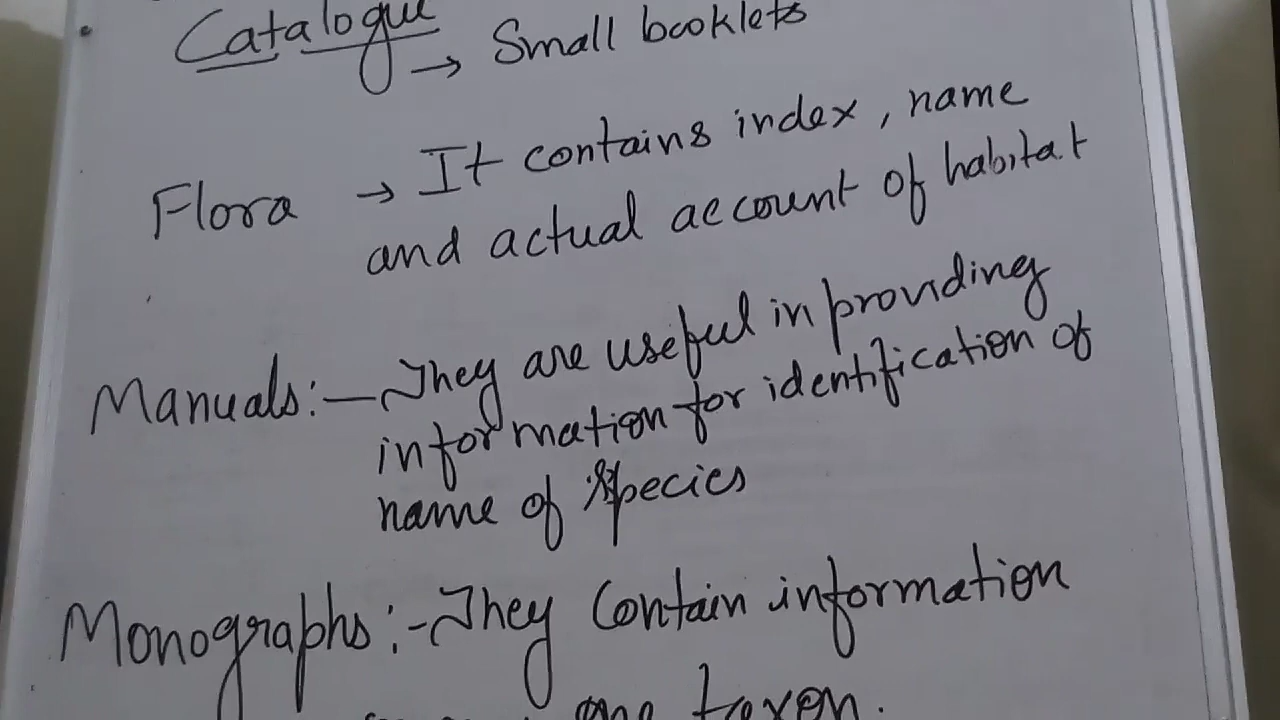 Catalogue → Small booklets
Flora → It contains index, name
and actual account of habitat
Manuals:- They are useful in providing
information for identification of
name of species
Monographs:- They contain information
one taxon.